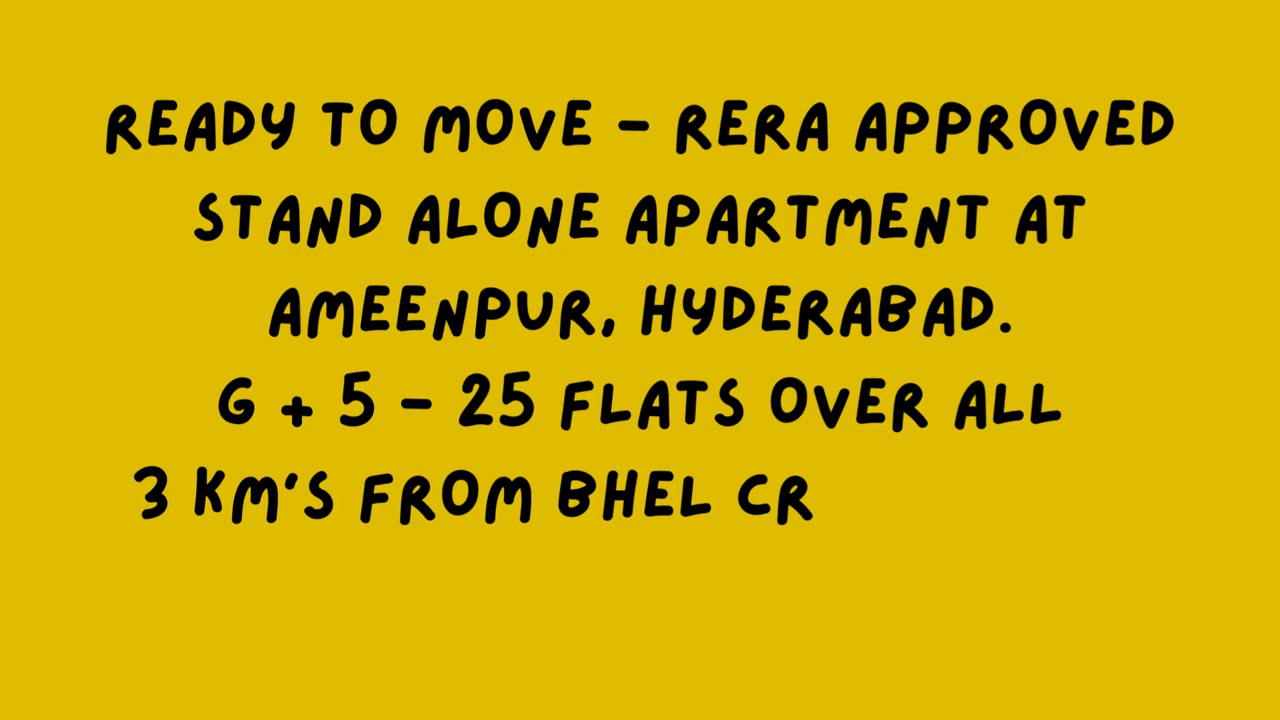 READY TO MOVE - RERA APPROVED
STAND ALONE APARTMENT AT
AMEENPUR, HYDERABAD.
G + 5 - 25 FLATS OVER ALL
3 KM'S FROM BHEL CR